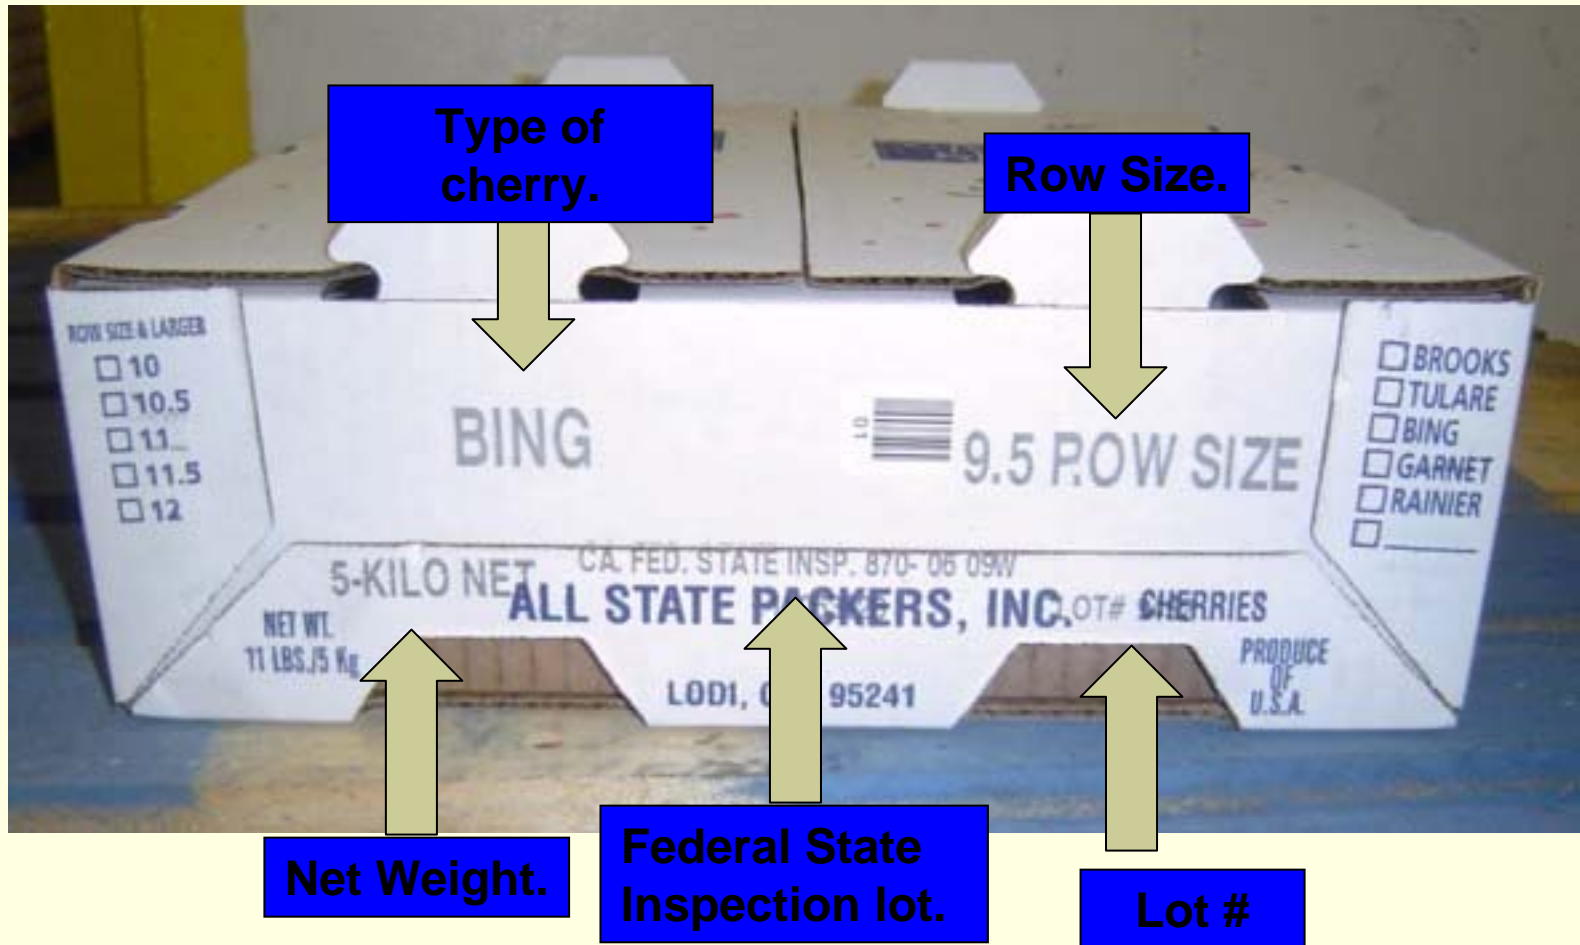 Type of
cherry.
Row Size.
ROW SIZE & LARGER
10
10.5
11
11.5
12
BING
01
9.5 ROW SIZE
BROOKS
TULARE
BING
GARNET
RAINIER
5-KILO NET
CA. FED. STATE INSP. 870- 06 09W
ALL STATE PACKERS, INC.
LOT#
CHERRIES
NET WT.
11 LBS./5 Kg
LODI, 95241
PRODUCE
OF
U.S.A.
Net Weight.
Federal State
Inspection lot.
Lot #